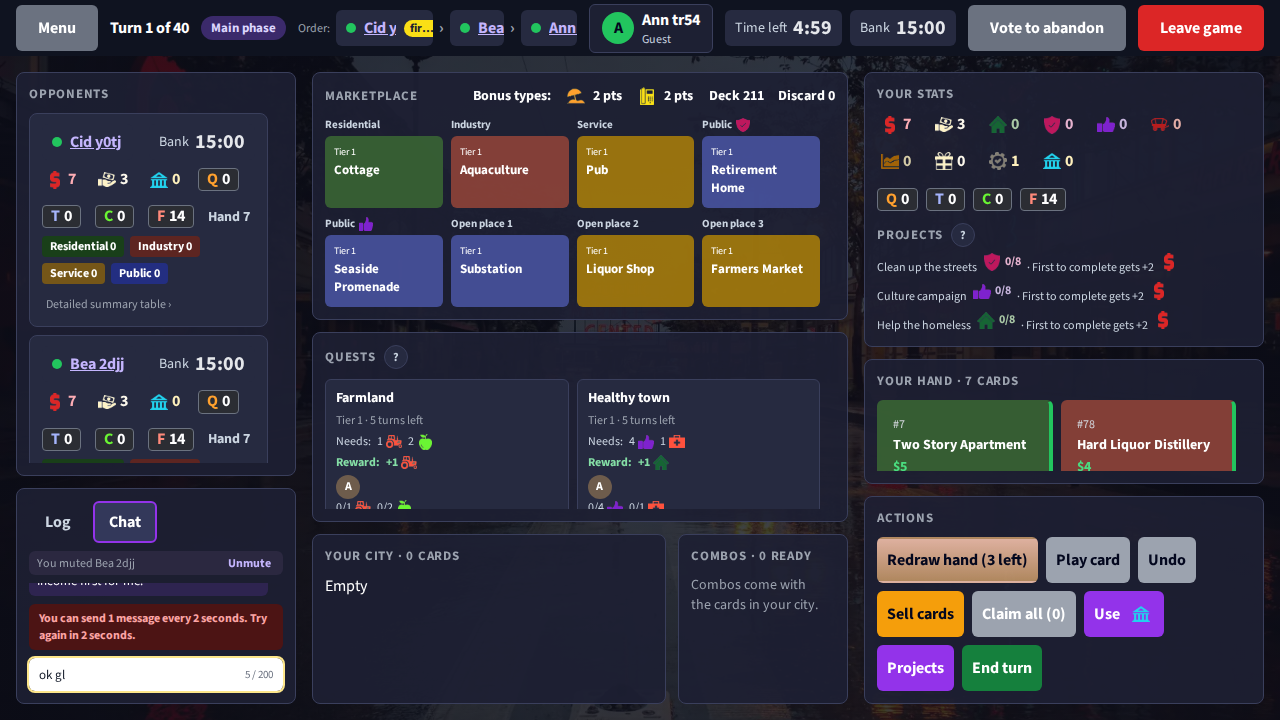 Menu
Turn 1 of 40
Main phase
Order:
Cid y
fir…
›
Bea
›
Ann
A
Ann tr54
Guest
Time left 4:59
Bank 15:00
Vote to abandon
Leave game
OPPONENTS
Cid y0tj
Bank 15:00
7 3 0 Q 0
T 0 C 0 F 14 Hand 7
Residential 0 Industry 0
Service 0 Public 0
Detailed summary table ›
Bea 2djj
Bank 15:00
7 3 0 Q 0
T 0 C 0 F 14 Hand 7
Log
Chat
You muted Bea 2djj
Unmute
income first for me.
You can send 1 message every 2 seconds. Try
again in 2 seconds.
ok gl
5 / 200
MARKETPLACE
Bonus types: 2 pts 2 pts Deck 211 Discard 0
Residential
Tier 1
Cottage
Industry
Tier 1
Aquaculture
Service
Tier 1
Pub
Public
Tier 1
Retirement
Home
Public
Tier 1
Seaside
Promenade
Open place 1
Tier 1
Substation
Open place 2
Tier 1
Liquor Shop
Open place 3
Tier 1
Farmers Market
QUESTS ?
Farmland
Tier 1 · 5 turns left
Needs: 1 2
Reward: +1
A
0/1 0/2
Healthy town
Tier 1 · 5 turns left
Needs: 4 1
Reward: +1
A
0/4 0/1
YOUR CITY · 0 CARDS
Empty
COMBOS · 0 READY
Combos come with
the cards in your city.
YOUR STATS
7 3 0 0 0 0
0 0 1 0
Q 0 T 0 C 0 F 14
PROJECTS ?
Clean up the streets 0/8 · First to complete gets +2
Culture campaign 0/8 · First to complete gets +2
Help the homeless 0/8 · First to complete gets +2
YOUR HAND · 7 CARDS
#7
Two Story Apartment
$5
#78
Hard Liquor Distillery
$4
ACTIONS
Redraw hand (3 left)
Play card
Undo
Sell cards
Claim all (0)
Use
Projects
End turn